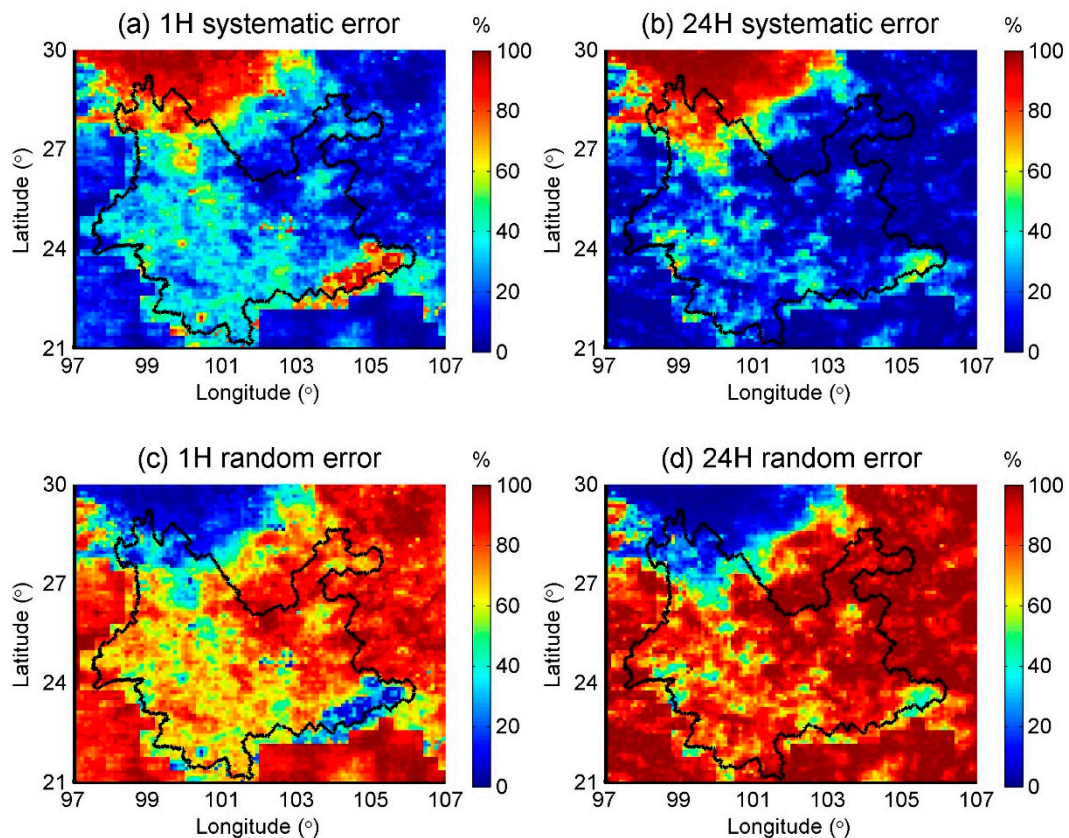 (a) 1H systematic error
%
30
27
24
21
Latitude (°)
97 99 101 103 105 107
Longitude (°)
100
80
60
40
20
0
(b) 24H systematic error
%
30
27
24
21
Latitude (°)
97 99 101 103 105 107
Longitude (°)
100
80
60
40
20
0
(c) 1H random error
%
30
27
24
21
Latitude (°)
97 99 101 103 105 107
Longitude (°)
100
80
60
40
20
0
(d) 24H random error
%
30
27
24
21
Latitude (°)
97 99 101 103 105 107
Longitude (°)
100
80
60
40
20
0